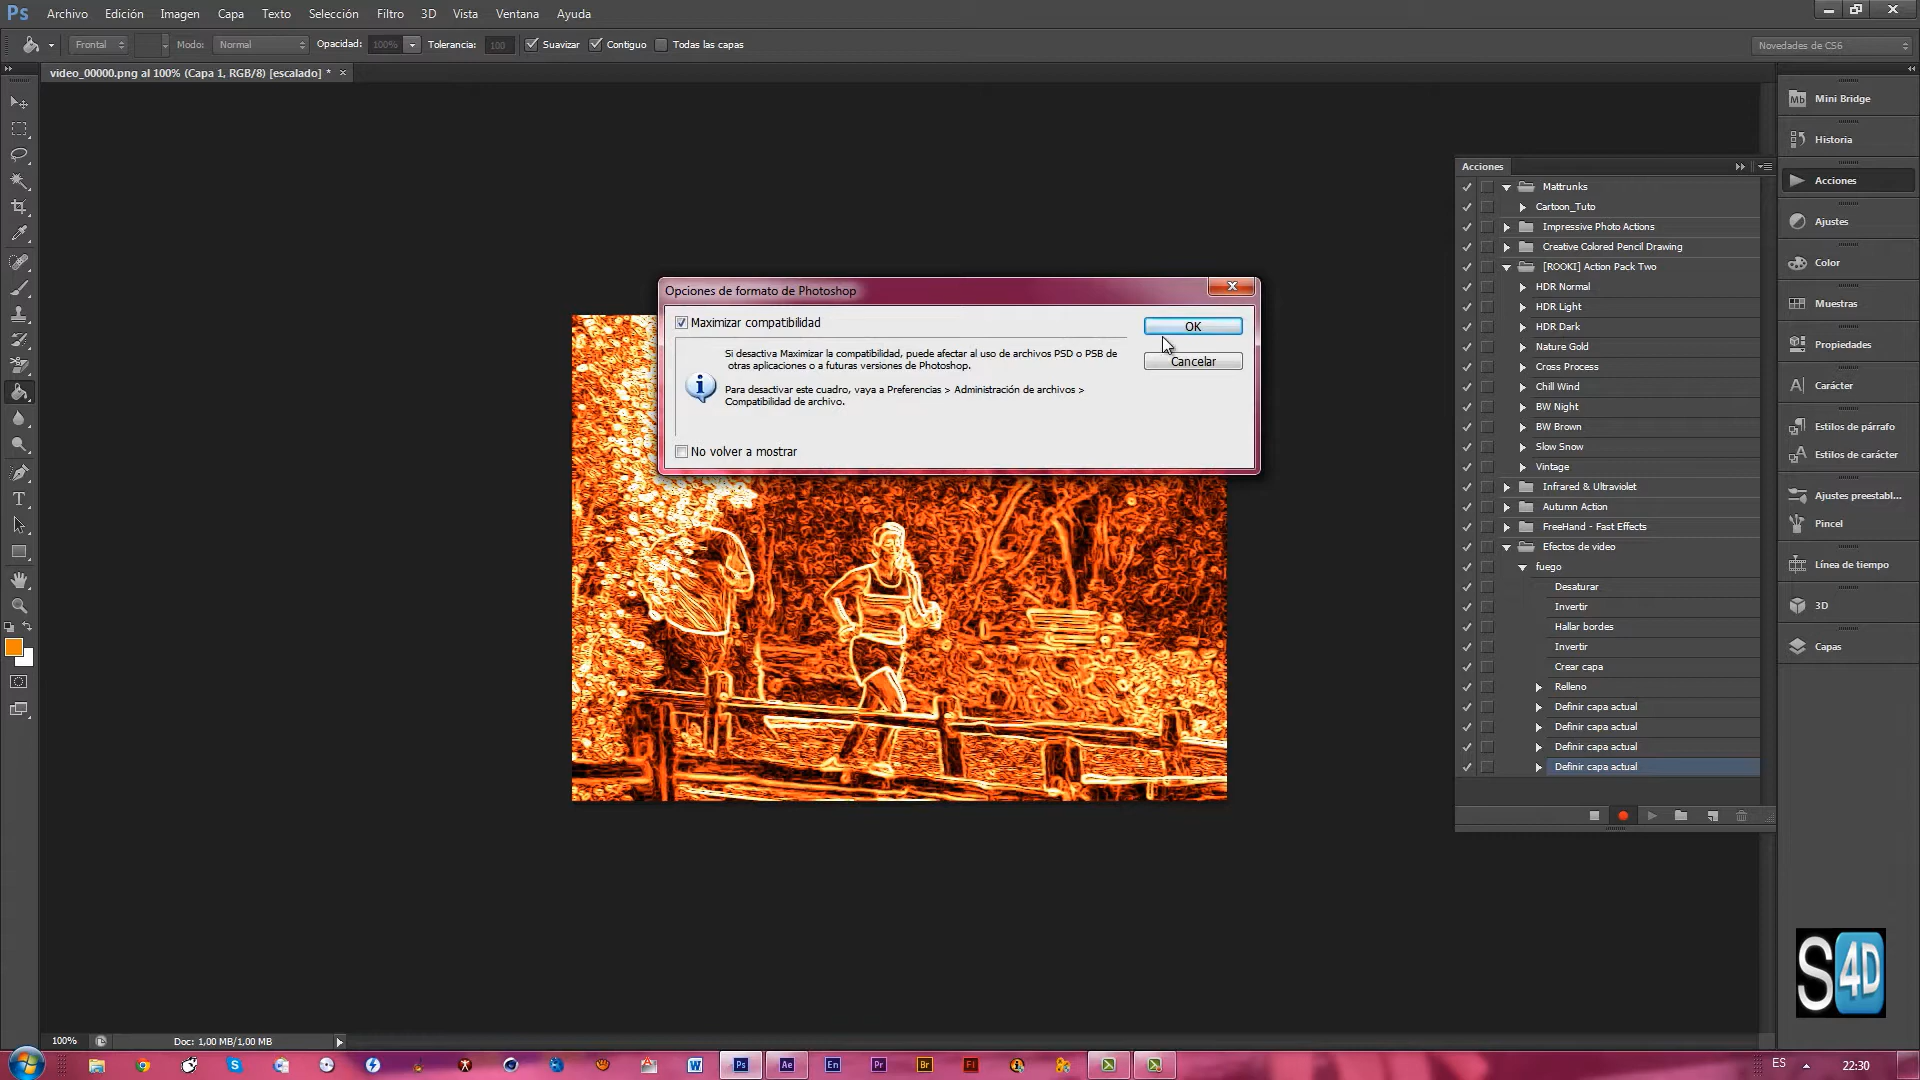 Ps Archivo Edición Imagen Capa Texto Selección Filtro 3D Vista Ventana Ayuda
Frontal Modo: Normal Opacidad: 100% Tolerancia: 100 Suavizar Contiguo Todas las capas Novedades de CS6
video_00000.png al 100% (Capa 1, RGB/8) [escalado] *
Mb Mini Bridge
Historia
Acciones
Ajustes
Color
Muestras
Propiedades
Carácter
Estilos de párrafo
Estilos de carácter
Ajustes preestabl...
Pincel
Línea de tiempo
3D
Capas
Acciones
Mattrunks
Cartoon_Tuto
Impressive Photo Actions
Creative Colored Pencil Drawing
[ROOKI] Action Pack Two
HDR Normal
HDR Light
HDR Dark
Nature Gold
Cross Process
Chill Wind
BW Night
BW Brown
Slow Snow
Vintage
Infrared & Ultraviolet
Autumn Action
FreeHand - Fast Effects
Efectos de video
fuego
Desaturar
Invertir
Hallar bordes
Invertir
Crear capa
Relleno
Definir capa actual
Definir capa actual
Definir capa actual
Definir capa actual
Opciones de formato de Photoshop
Maximizar compatibilidad
OK
Si desactiva Maximizar la compatibilidad, puede afectar al uso de archivos PSD o PSB de
otras aplicaciones o a futuras versiones de Photoshop.
Cancelar
Para desactivar este cuadro, vaya a Preferencias > Administración de archivos >
Compatibilidad de archivo.
No volver a mostrar
S4D
100% Doc: 1,00 MB/1,00 MB
Ps Ae En Pr Br Fl ES 22:30